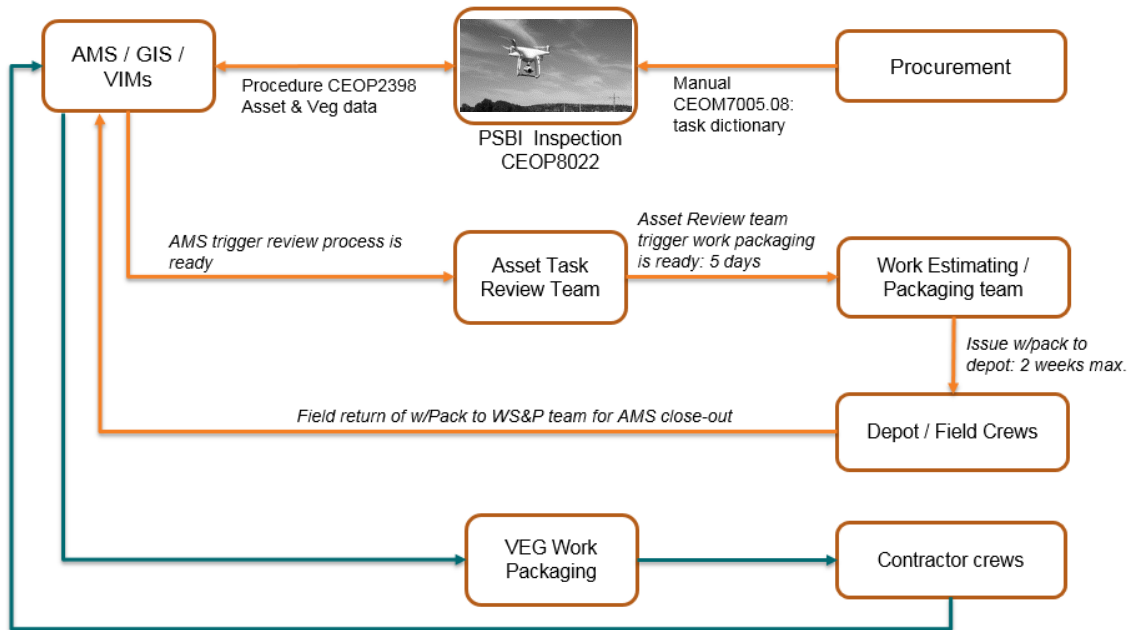 AMS / GIS /
VIMs
Procedure CEOP2398
Asset & Veg data
PSBI  Inspection
CEOP8022
Manual
CEOM7005.08:
task dictionary
Procurement
AMS trigger review process is
ready
Asset Task
Review Team
Asset Review team
trigger work packaging
is ready: 5 days
Work Estimating /
Packaging team
Issue w/pack to
depot: 2 weeks max.
Field return of w/Pack to WS&P team for AMS close-out
Depot / Field Crews
VEG Work
Packaging
Contractor crews